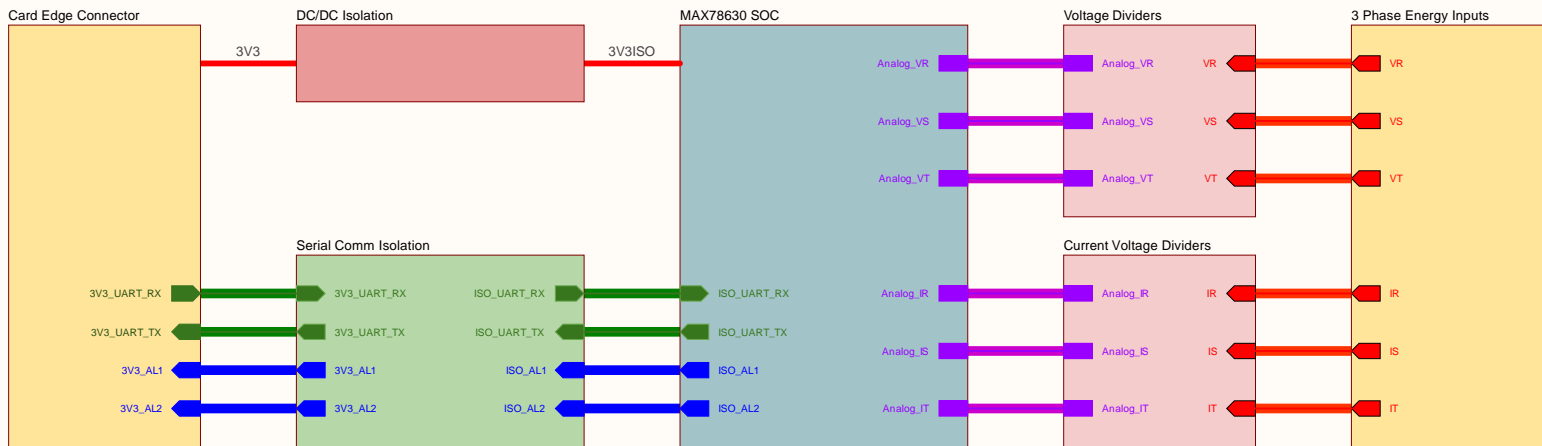 Card Edge Connector
DC/DC Isolation
MAX78630 SOC
Voltage Dividers
3 Phase Energy Inputs
3V3
3V3ISO
Analog_VR
Analog_VR
VR
VR
Analog_VS
Analog_VS
VS
VS
Analog_VT
Analog_VT
VT
VT
Serial Comm Isolation
Current Voltage Dividers
3V3_UART_RX
3V3_UART_RX
ISO_UART_RX
ISO_UART_RX
Analog_IR
Analog_IR
IR
IR
3V3_UART_TX
3V3_UART_TX
ISO_UART_TX
ISO_UART_TX
Analog_IS
Analog_IS
IS
IS
3V3_AL1
3V3_AL1
ISO_AL1
ISO_AL1
3V3_AL2
3V3_AL2
ISO_AL2
ISO_AL2
Analog_IT
Analog_IT
IT
IT